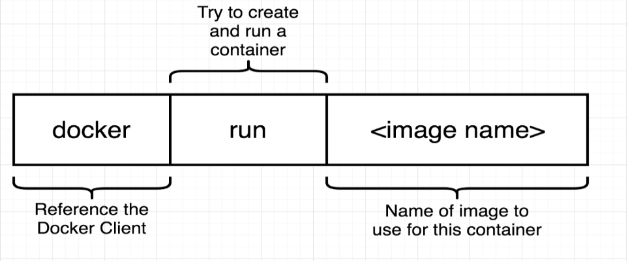 Try to create
and run a
container
docker
run
<image name>
Reference the
Docker Client
Name of image to
use for this container